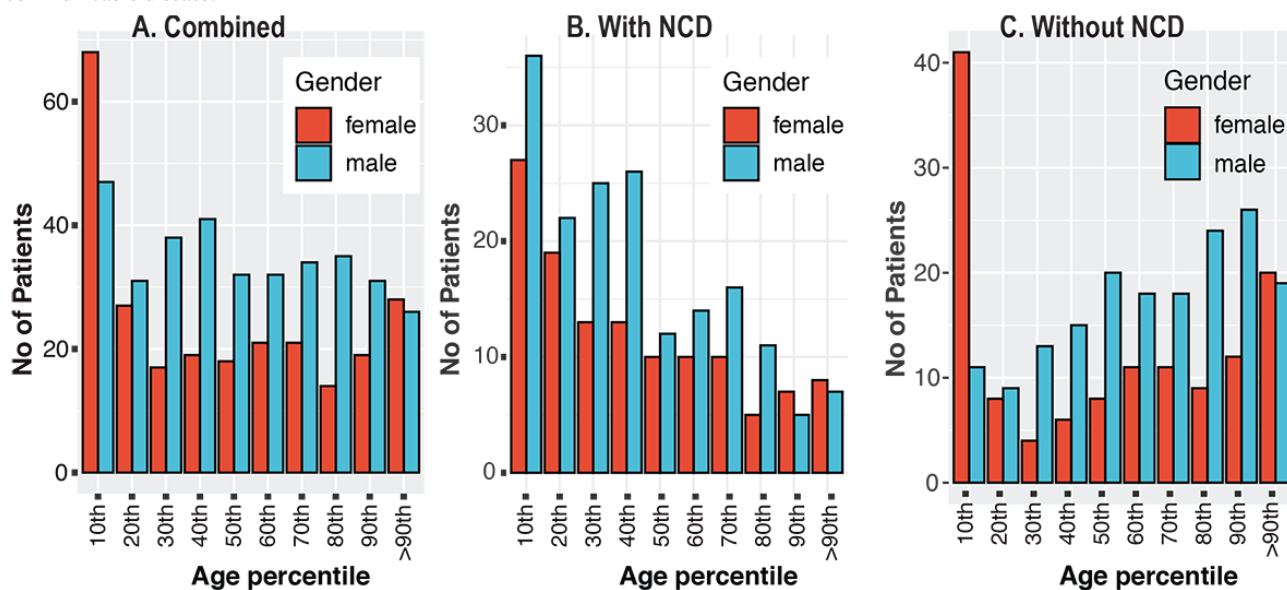 A. Combined
No of Patients
60
40
20
0
Gender
female
male
10th
20th
30th
40th
50th
60th
70th
80th
90th
>90th
Age percentile
B. With NCD
No of Patients
30
20
10
0
Gender
female
male
10th
20th
30th
40th
50th
60th
70th
80th
90th
>90th
Age percentile
C. Without NCD
No of Patients
40
30
20
10
0
Gender
female
male
10th
20th
30th
40th
50th
60th
70th
80th
90th
>90th
Age percentile